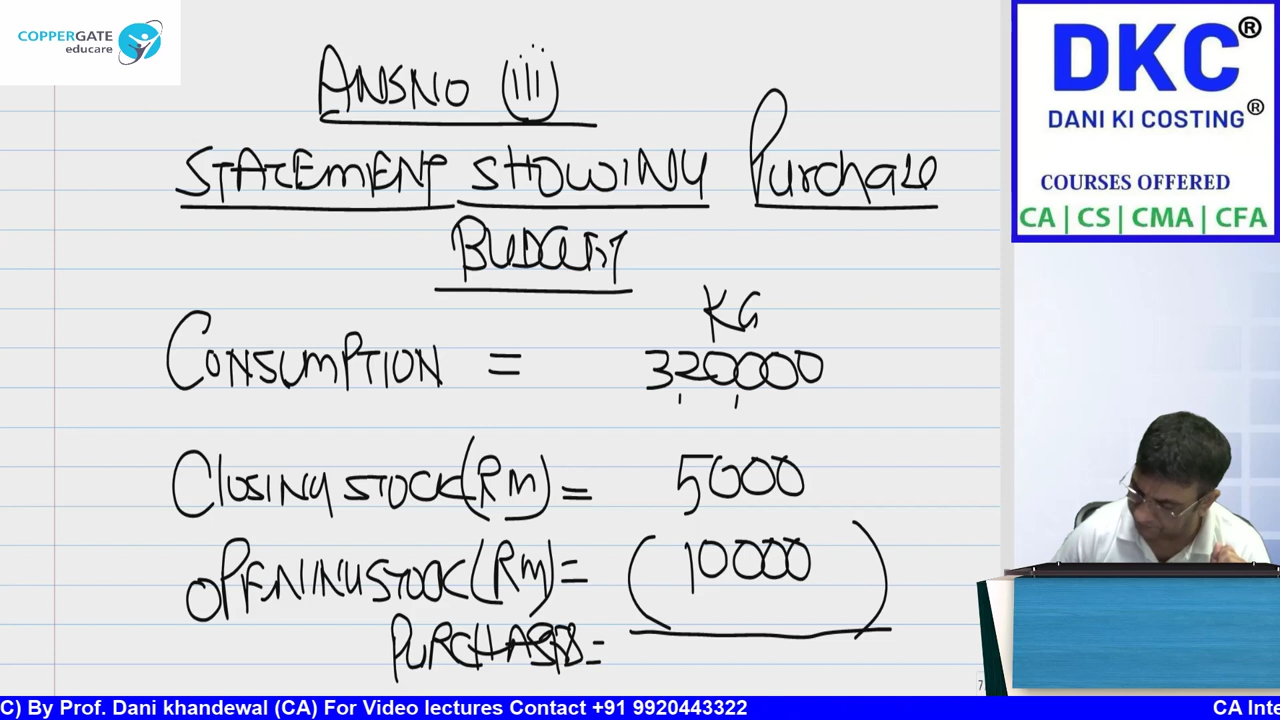 COPPERGATE
educare
ANSNO (iii)
STATEMENT SHOWING Purchase
BUDGET
KG
CONSUMPTION = 320000
CLOSING STOCK (RM) = 5000
OPENING STOCK (RM) = (10000)
PURCHASES =
DKC®
DANI KI COSTING®
COURSES OFFERED
CA | CS | CMA | CFA
7
C) By Prof. Dani khandewal (CA) For Video lectures Contact +91 9920443322
CA Inte